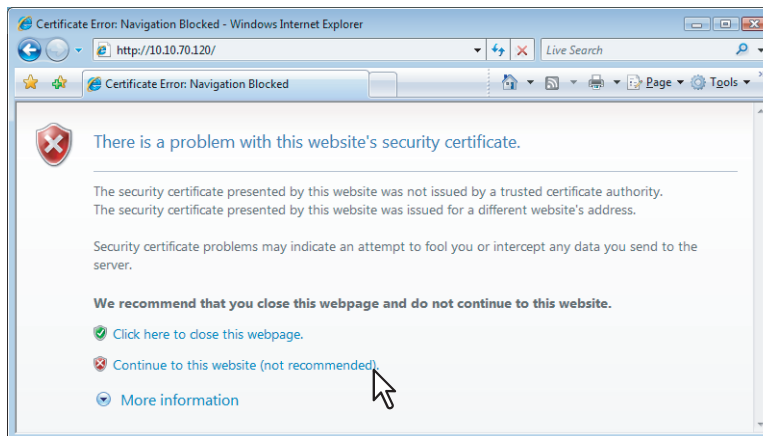 Certificate Error: Navigation Blocked - Windows Internet Explorer
http://10.10.70.120/
Live Search
Certificate Error: Navigation Blocked
Page
Tools
There is a problem with this website's security certificate.
The security certificate presented by this website was not issued by a trusted certificate authority.
The security certificate presented by this website was issued for a different website's address.
Security certificate problems may indicate an attempt to fool you or intercept any data you send to the
server.
We recommend that you close this webpage and do not continue to this website.
Click here to close this webpage.
Continue to this website (not recommended).
More information